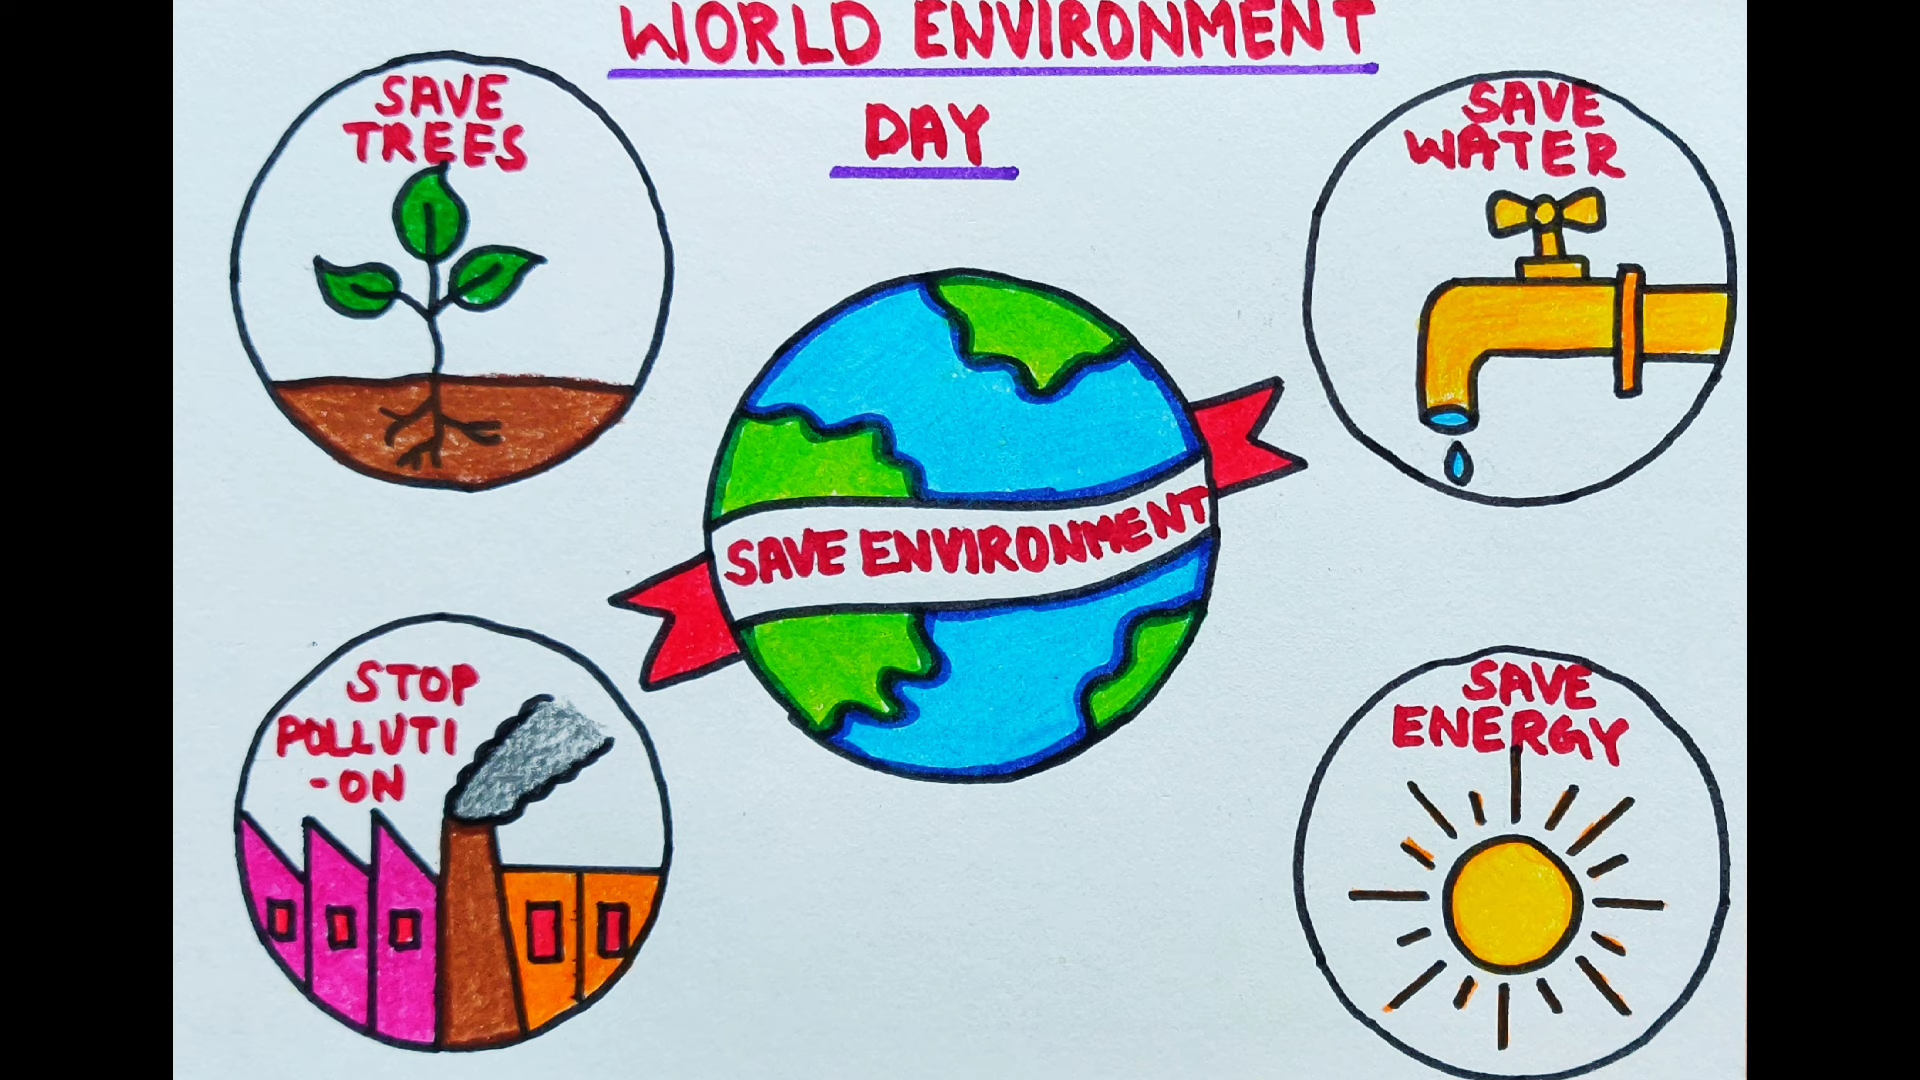 WORLD ENVIRONMENT
DAY
SAVE
TREES
SAVE
WATER
SAVE ENVIRONMENT
STOP
POLLUTI
-ON
SAVE
ENERGY